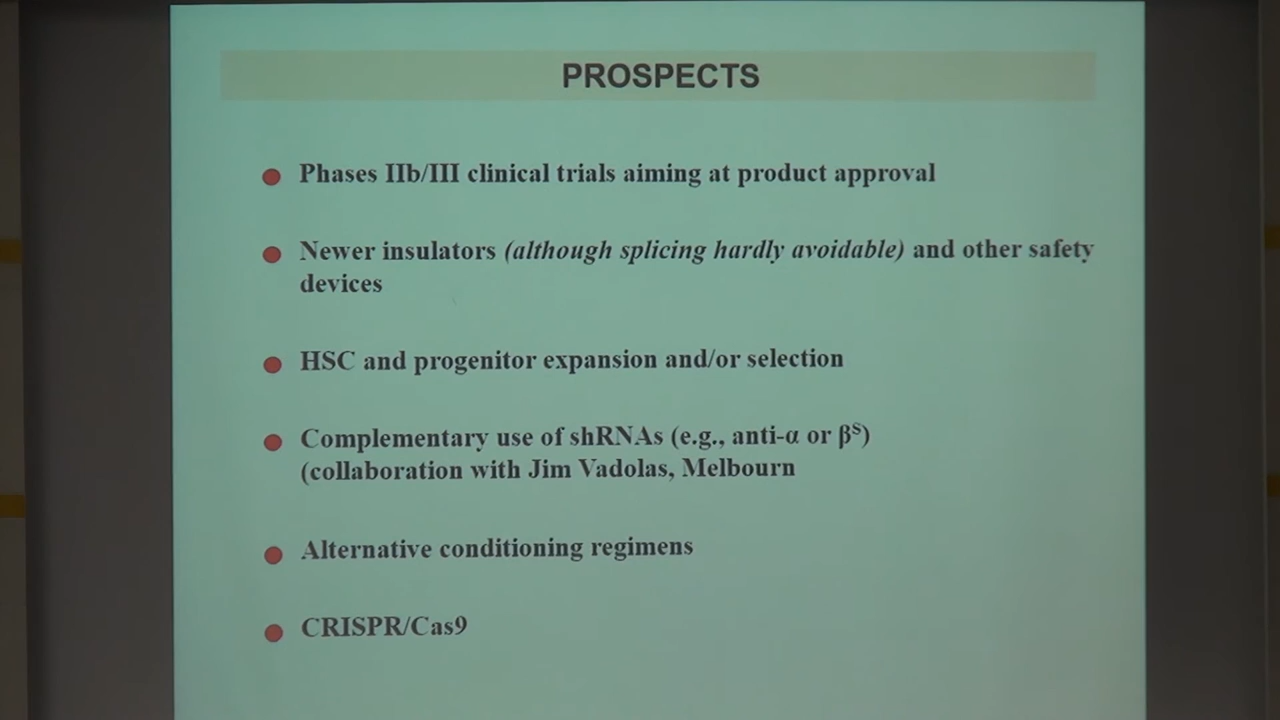 PROSPECTS
Phases IIb/III clinical trials aiming at product approval
Newer insulators (although splicing hardly avoidable) and other safety
devices
HSC and progenitor expansion and/or selection
Complementary use of shRNAs (e.g., anti-α or βˢ)
(collaboration with Jim Vadolas, Melbourn
Alternative conditioning regimens
CRISPR/Cas9